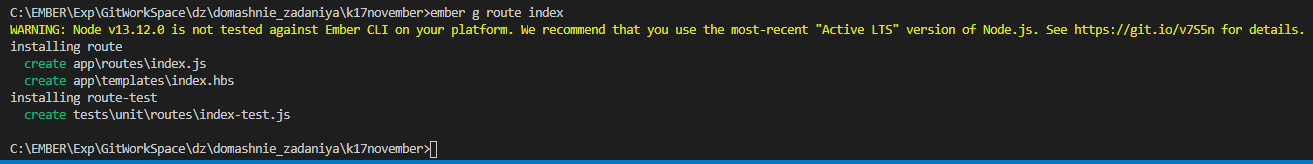 C:\EMBER\Exp\GitWorkSpace\dz\domashnie_zadaniya\k17november>ember g route index
WARNING: Node v13.12.0 is not tested against Ember CLI on your platform. We recommend that you use the most-recent "Active LTS" version of Node.js. See https://git.io/v7S5n for details.
installing route
  create app\routes\index.js
  create app\templates\index.hbs
installing route-test
  create tests\unit\routes\index-test.js
C:\EMBER\Exp\GitWorkSpace\dz\domashnie_zadaniya\k17november>